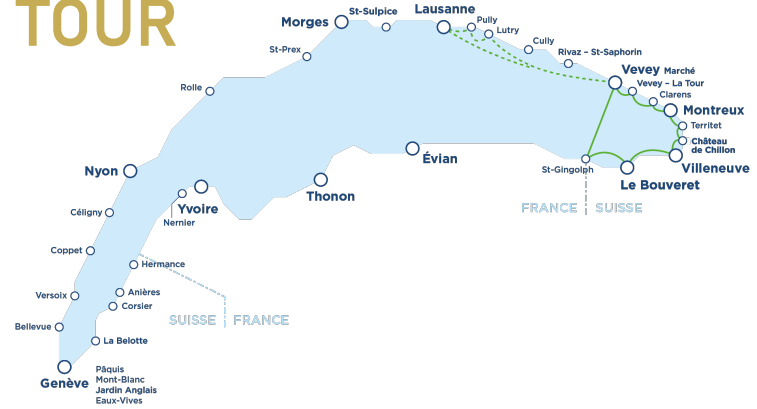 TOUR
Lausanne
St-Sulpice
Morges
Pully
Lutry
Cully
St-Prex
Rivaz – St-Saphorin
Vevey Marché
Vevey – La Tour
Rolle
Clarens
Montreux
Territet
Château
de Chillon
Évian
Villeneuve
St-Gingolph
Nyon
Le Bouveret
Thonon
Yvoire
FRANCE
SUISSE
Céligny
Nernier
Coppet
Hermance
Anières
Versoix
Corsier
SUISSE
FRANCE
Bellevue
La Belotte
Genève
Pâquis
Mont-Blanc
Jardin Anglais
Eaux-Vives